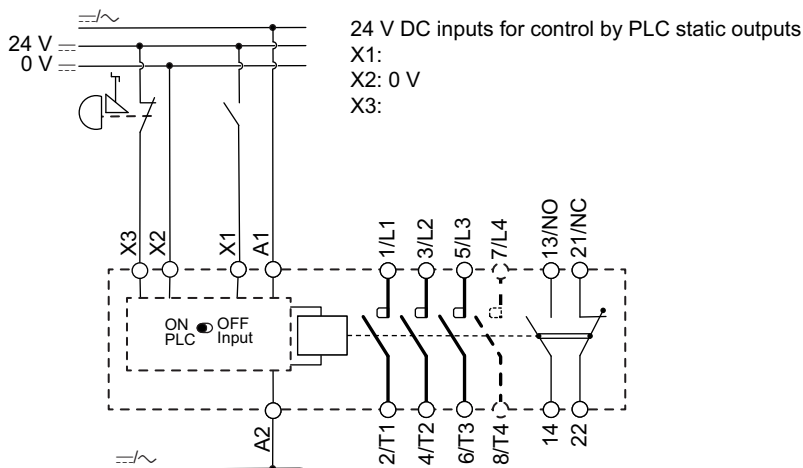 24 V DC inputs for control by PLC static outputs
X1:
X2: 0 V
X3:
24 V
0 V
X3
X2
X1
A1
1/L1
3/L2
5/L3
7/L4
13/NO
21/NC
ON OFF
PLC Input
A2
2/T1
4/T2
6/T3
8/T4
14
22